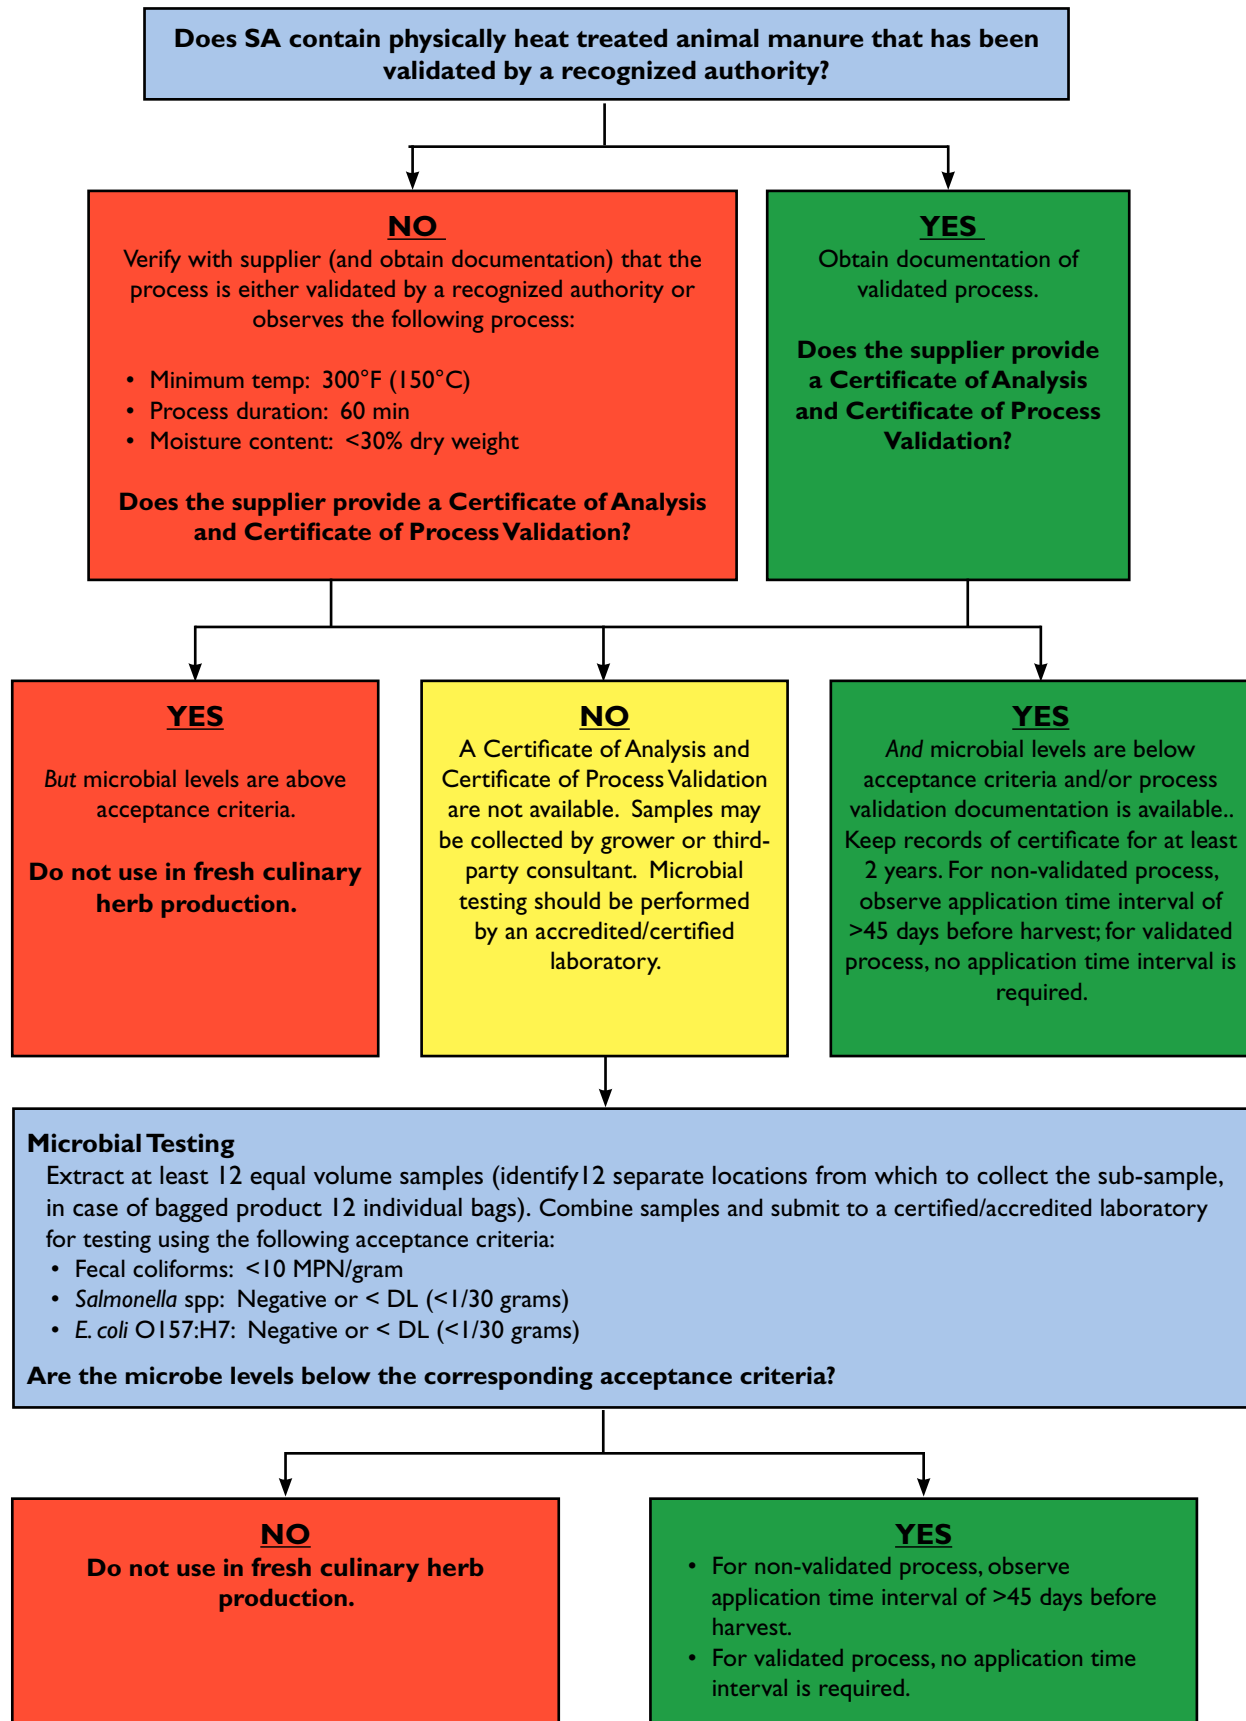 Does SA contain physically heat treated animal manure that has been
validated by a recognized authority?
NO
Verify with supplier (and obtain documentation) that the
process is either validated by a recognized authority or
observes the following process:
• Minimum temp: 300°F (150°C)
• Process duration: 60 min
• Moisture content: <30% dry weight
Does the supplier provide a Certificate of Analysis
and Certificate of Process Validation?
YES
Obtain documentation of
validated process.
Does the supplier provide
a Certificate of Analysis
and Certificate of Process
Validation?
YES
But microbial levels are above
acceptance criteria.
Do not use in fresh culinary
herb production.
NO
A Certificate of Analysis and
Certificate of Process Validation
are not available. Samples may
be collected by grower or third-
party consultant. Microbial
testing should be performed
by an accredited/certified
laboratory.
YES
And microbial levels are below
acceptance criteria and/or process
validation documentation is available..
Keep records of certificate for at least
2 years. For non-validated process,
observe application time interval of
>45 days before harvest; for validated
process, no application time interval is
required.
Microbial Testing
Extract at least 12 equal volume samples (identify12 separate locations from which to collect the sub-sample,
in case of bagged product 12 individual bags). Combine samples and submit to a certified/accredited laboratory
for testing using the following acceptance criteria:
• Fecal coliforms: <10 MPN/gram
• Salmonella spp: Negative or < DL (<1/30 grams)
• E. coli O157:H7: Negative or < DL (<1/30 grams)
Are the microbe levels below the corresponding acceptance criteria?
NO
Do not use in fresh culinary herb
production.
YES
• For non-validated process, observe
application time interval of >45 days before
harvest.
• For validated process, no application time
interval is required.